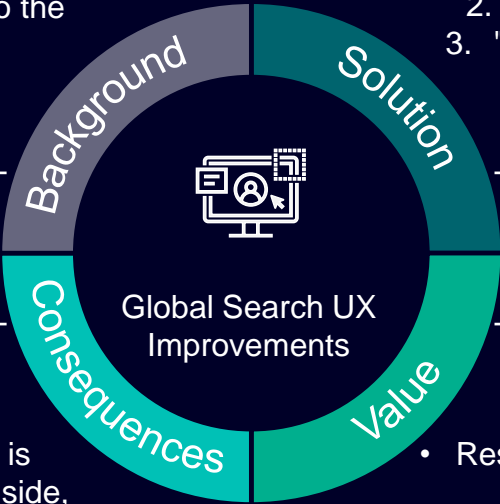 o the
2.
3. "
Background
Solution
Global Search UX
Improvements
Consequences
Value
is
side,
• Res